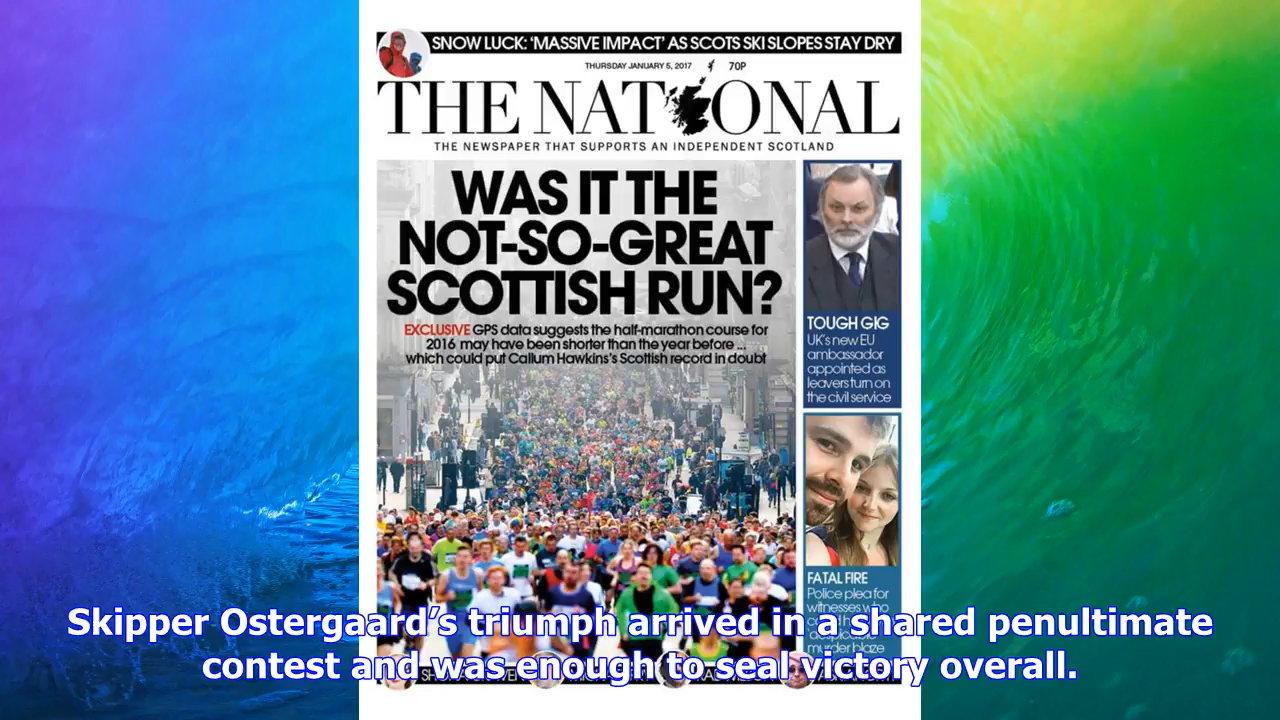 SNOW LUCK: ‘MASSIVE IMPACT’ AS SCOTS SKI SLOPES STAY DRY
THURSDAY JANUARY 5, 2017 70P
THE NATIONAL
THE NEWSPAPER THAT SUPPORTS AN INDEPENDENT SCOTLAND
WAS IT THE
NOT-SO-GREAT
SCOTTISH RUN?
EXCLUSIVE GPS data suggests the half-marathon course for
2016 may have been shorter than the year before ...
which could put Callum Hawkins's Scottish record in doubt
TOUGH GIG
UK's new EU
ambassador
appointed as
leavers turn on
the civil service
FATAL FIRE
Police plea for
witnesses who
murder blaze
Skipper Ostergaard’s triumph arrived in a shared penultimate
contest and was enough to seal victory overall.